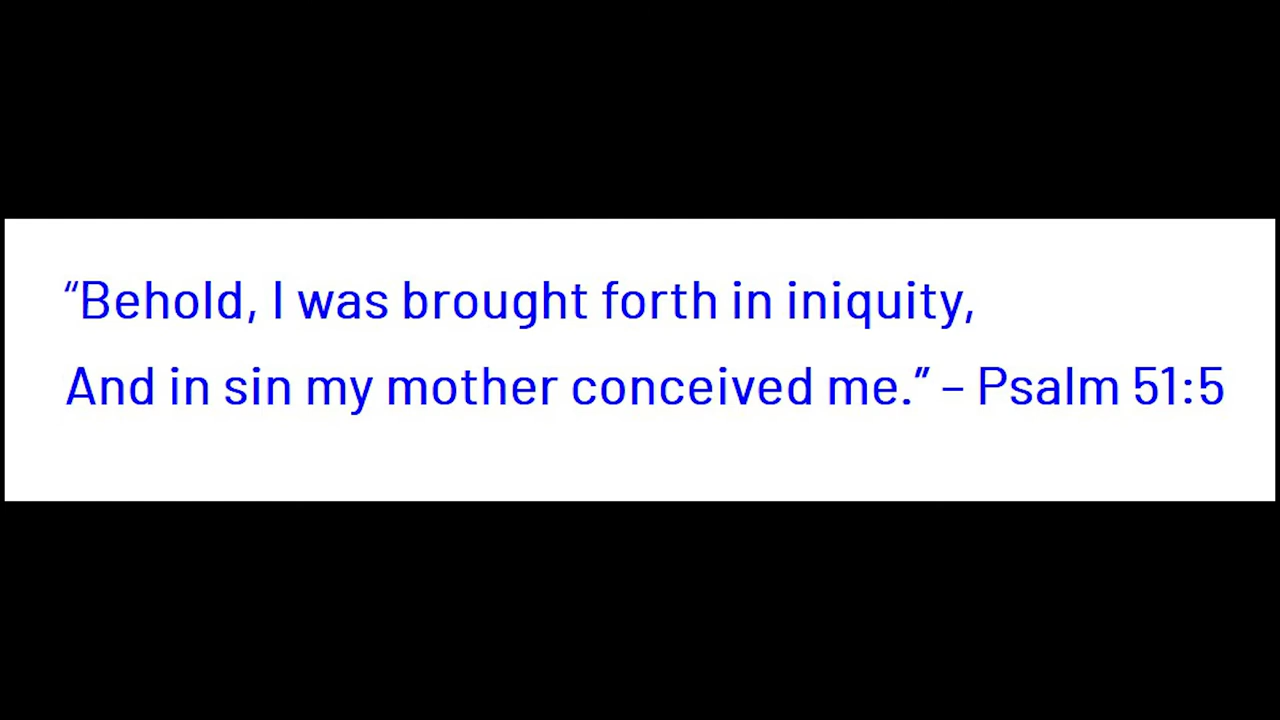 “Behold, I was brought forth in iniquity,
And in sin my mother conceived me.” – Psalm 51:5